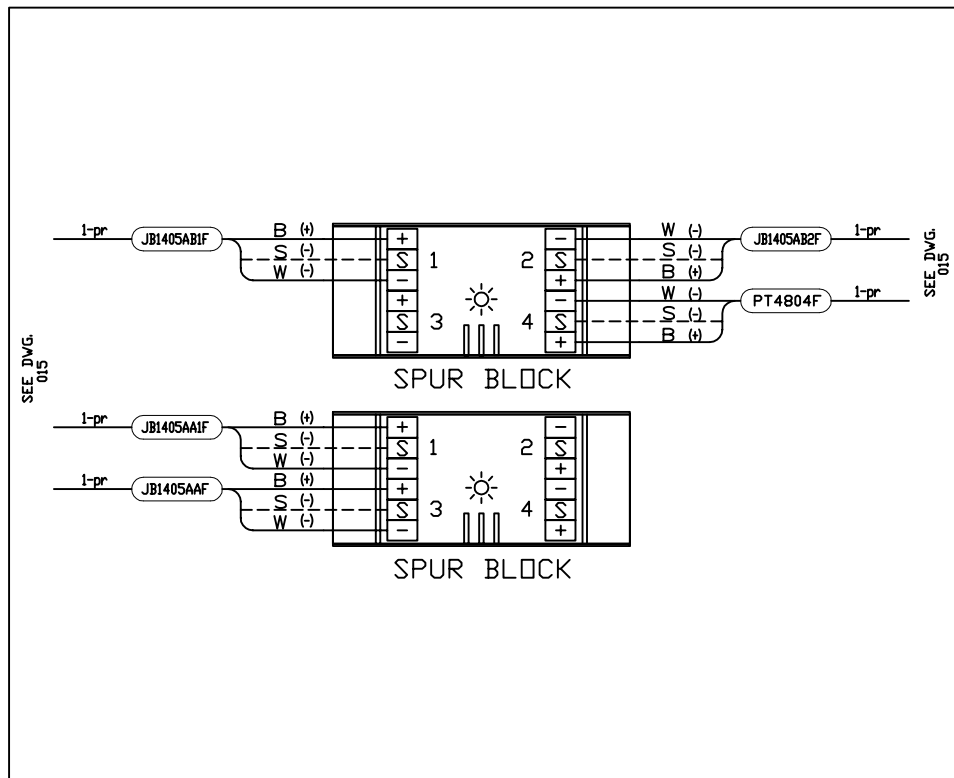 1-pr JB1405AB1F B (+) + 1 2 - W (-) JB1405AB2F 1-pr
S (-) S S S (-)
W (-) - + B (+)
+ - W (-) PT4804F 1-pr
S 3 4 S S (-)
- + B (+)
SPUR BLOCK
SEE DWG.
015
SEE DWG.
015
1-pr JB1405AA1F B (+) + 1 2 -
S (-) S S
W (-) - +
1-pr JB1405AAF B (+) + -
S (-) S 3 4 S
W (-) - +
SPUR BLOCK